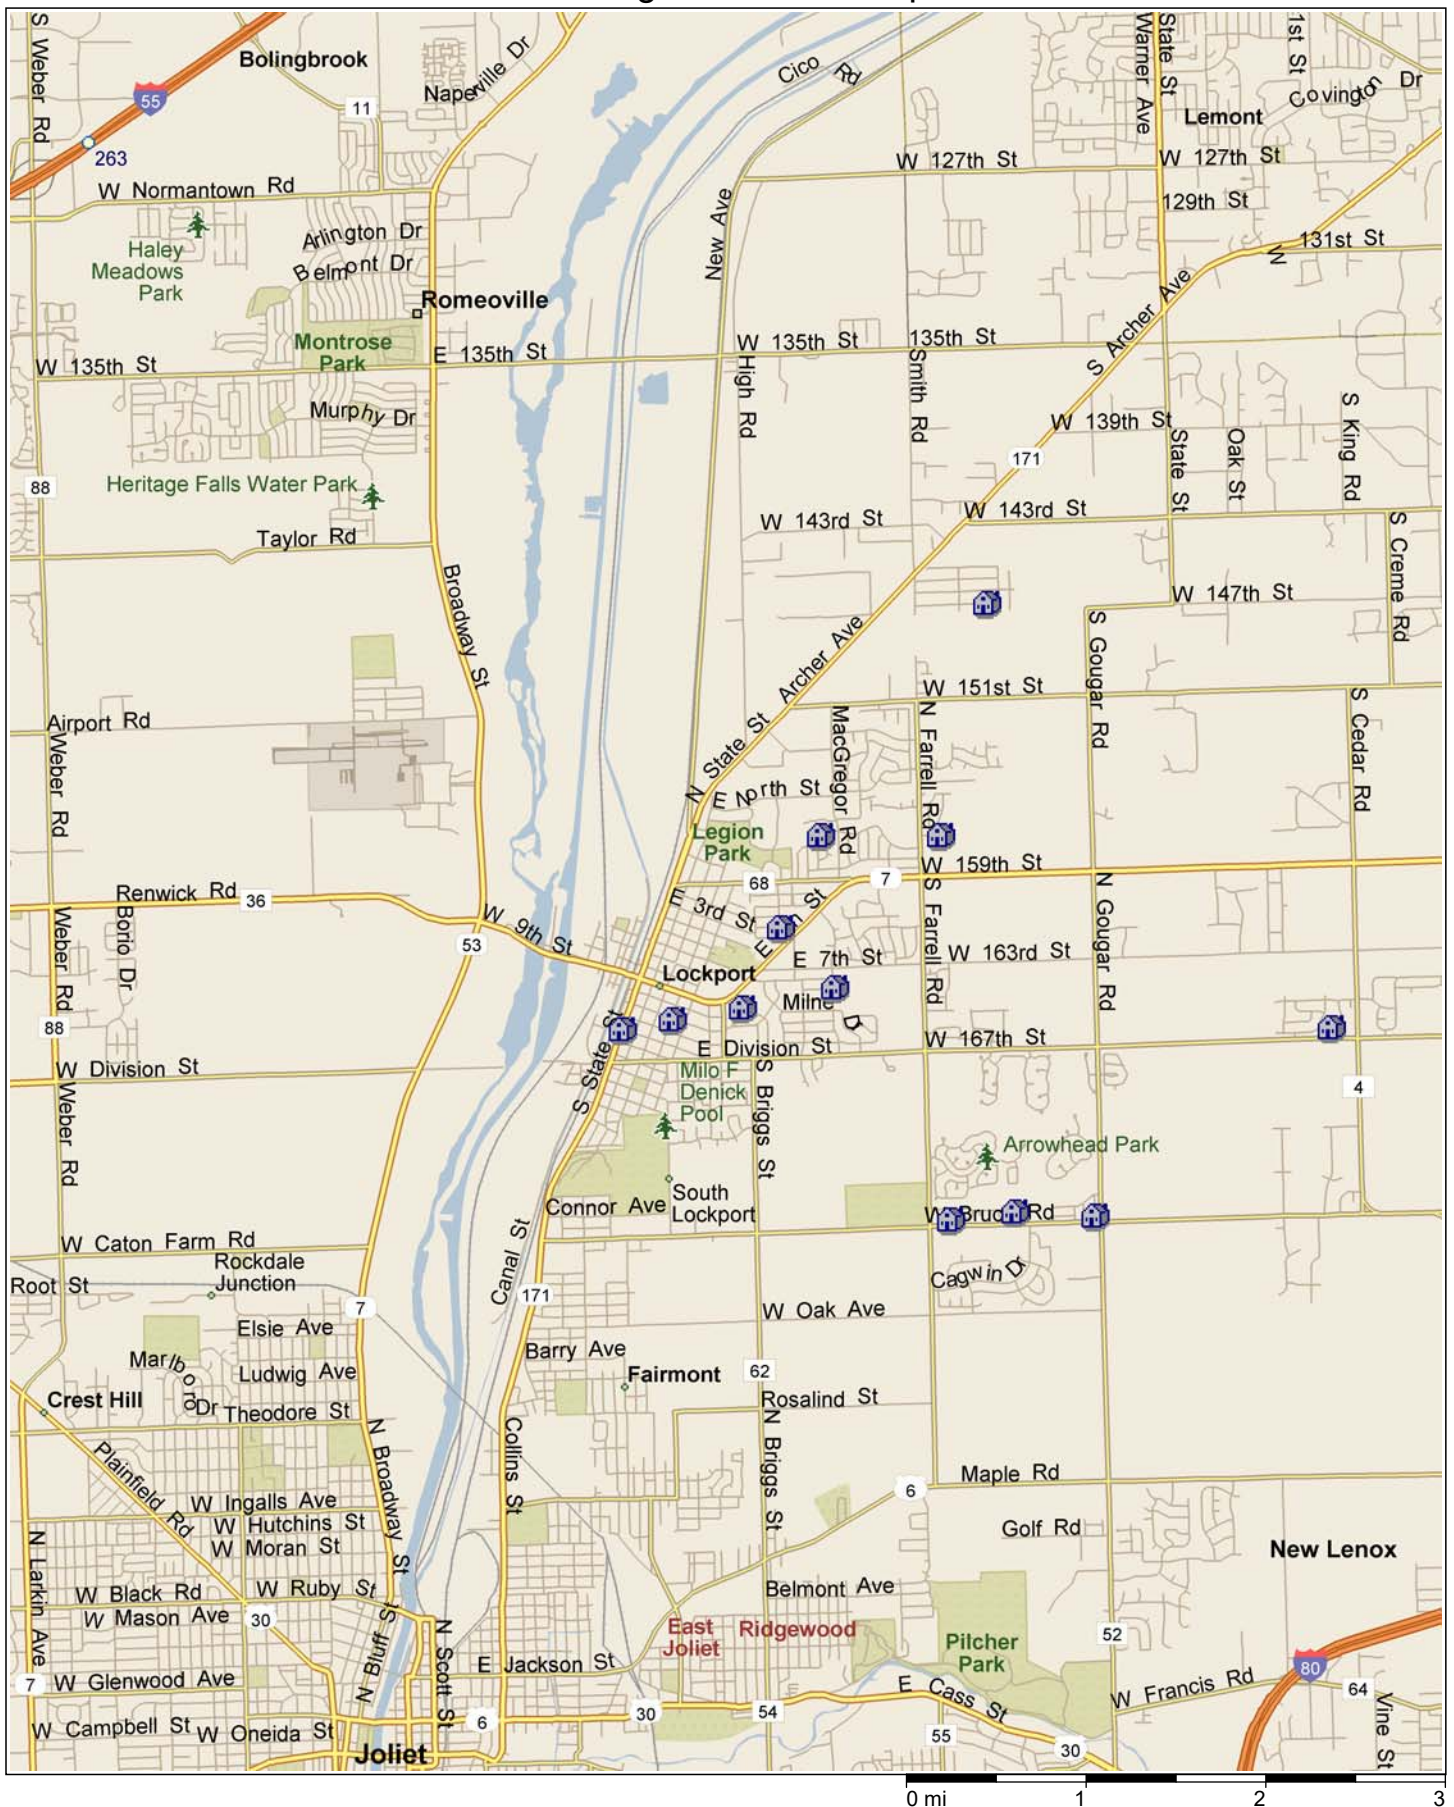 S Weber Rd
Bolingbrook
55
11
263
Naperville Dr
Cico Rd
Warner Ave
State St
1st St
Covington Dr
Lemont
W 127th St
W 127th St
W Normantown Rd
129th St
Haley
Meadows
Park
Arlington Dr
Belmont Dr
New Ave
131st St
W
Romeoville
Montrose
Park
W 135th St
E 135th St
W 135th St
135th St
S Archer Ave
High Rd
Smith Rd
Murphy Dr
W 139th St
State St
Oak St
S King Rd
171
88
Heritage Falls Water Park
W 143rd St
W 143rd St
S Creme Rd
Taylor Rd
Broadway St
W 147th St
S Gougar Rd
Archer Ave
W 151st St
S Cedar Rd
Airport Rd
Weber Rd
N State St
MacGregor Rd
N Farrell Rd
E North St
Legion
Park
W 159th St
68
7
Renwick Rd
36
Weber Rd
Borio Dr
W 9th St
53
E 3rd St
S Farrell Rd
N Gougar Rd
E 7th St
W 163rd St
Lockport
Milne
D
88
S State St
E Division St
W 167th St
W Division St
Milo F
Denick
Pool
S Briggs St
4
Weber Rd
Arrowhead Park
Connor Ave
South
Lockport
W Bruc Rd
W Caton Farm Rd
Rockdale
Junction
Root St
Canal St
Cagwin Dr
171
7
W Oak Ave
Elsie Ave
Marlboro Dr
Ludwig Ave
Barry Ave
Fairmont
62
Crest Hill
Theodore St
Rosalind St
N Broadway St
Collins St
N Briggs St
Plainfield Rd
Maple Rd
6
W Ingalls Ave
W Hutchins St
W Moran St
Golf Rd
New Lenox
N Larkin Ave
W Black Rd
W Ruby St
Belmont Ave
W Mason Ave
30
N Bluff St
N Scott St
East
Joliet
Ridgewood
Pilcher
Park
52
80
E Jackson St
7
W Glenwood Ave
W Francis Rd
64
Vine St
E Cass St
W Campbell St
W Oneida St
6
30
54
55
30
Joliet
0 mi
1
2
3